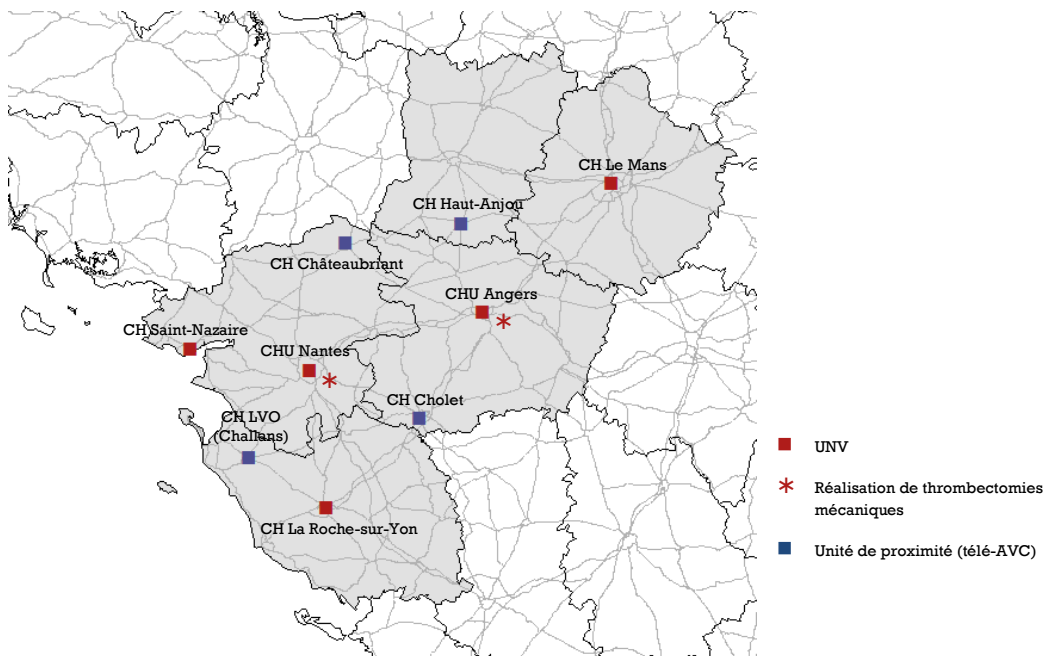 CH Le Mans
CH Haut-Anjou
CH Châteaubriant
CHU Angers
CH Saint-Nazaire
CHU Nantes
CH Cholet
CH LVO
(Challans)
CH La Roche-sur-Yon
UNV
Réalisation de thrombectomies
mécaniques
Unité de proximité (télé-AVC)